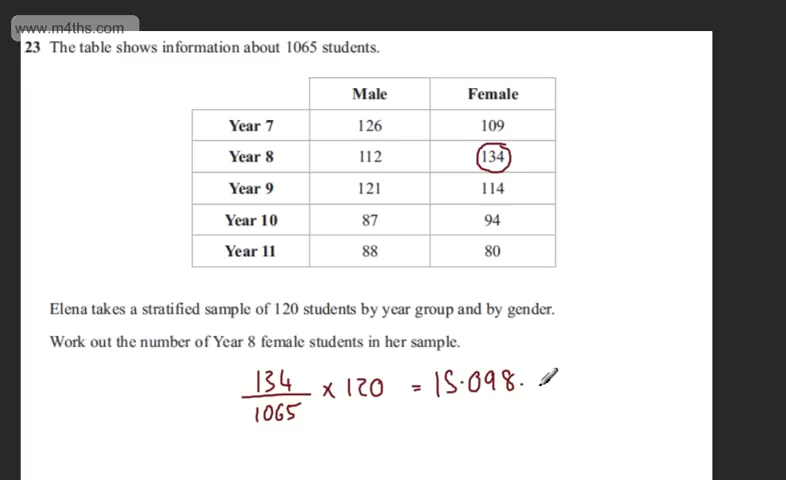 www.m4ths.com
23 The table shows information about 1065 students.
Male Female
Year 7 126 109
Year 8 112 134
Year 9 121 114
Year 10 87 94
Year 11 88 80
Elena takes a stratified sample of 120 students by year group and by gender.
Work out the number of Year 8 female students in her sample.
134
1065 × 120 = 15.098.